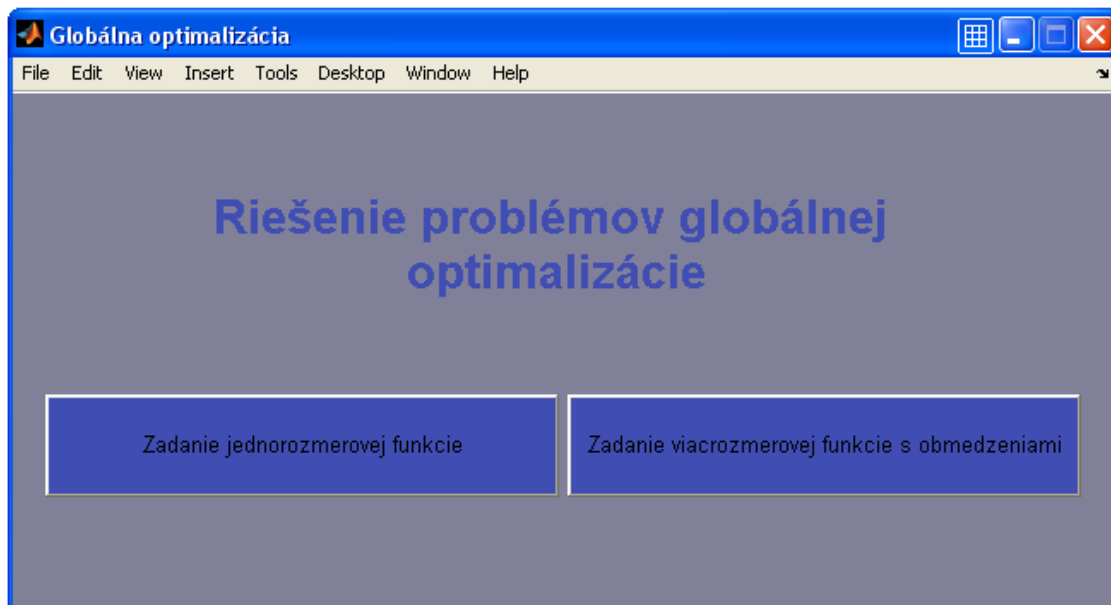 Globálna optimalizácia
File Edit View Insert Tools Desktop Window Help
Riešenie problémov globálnej
optimalizácie
Zadanie jednorozmerovej funkcie
Zadanie viacrozmerovej funkcie s obmedzeniami